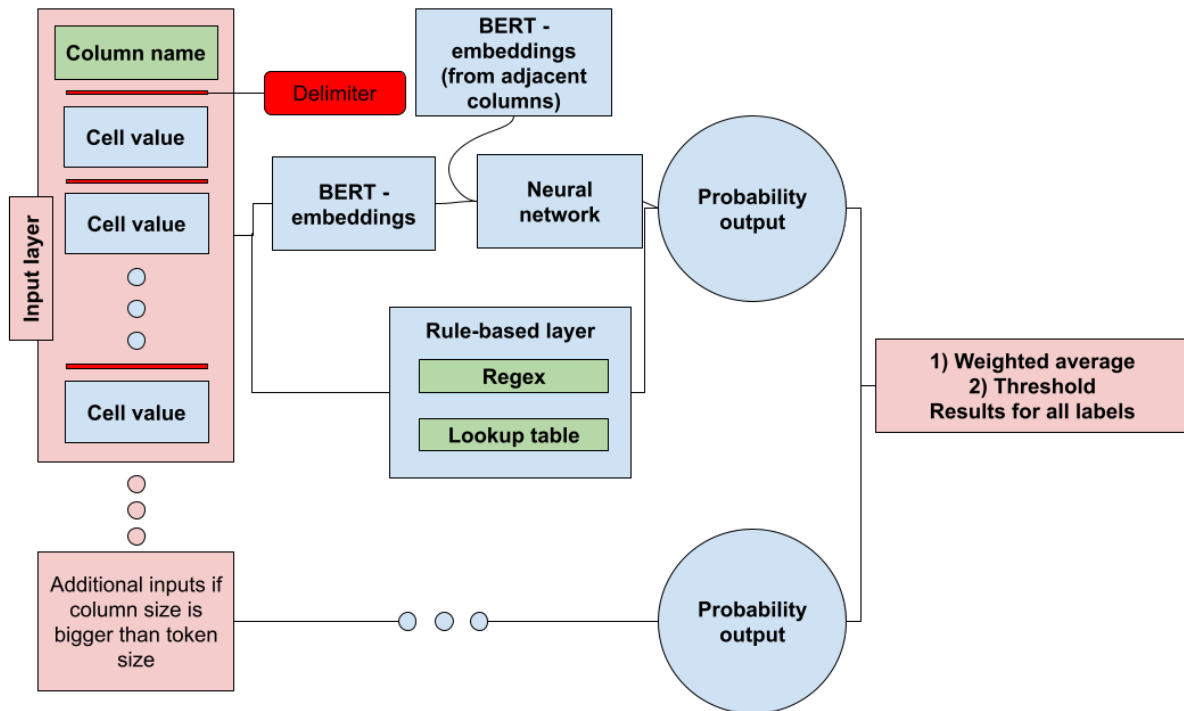 Column name
Delimiter
Cell value
Cell value
Cell value
Input layer
BERT -
embeddings
(from adjacent
columns)
BERT -
embeddings
Neural
network
Probability
output
Rule-based layer
Regex
Lookup table
1) Weighted average
2) Threshold
Results for all labels
Additional inputs if
column size is
bigger than token
size
Probability
output